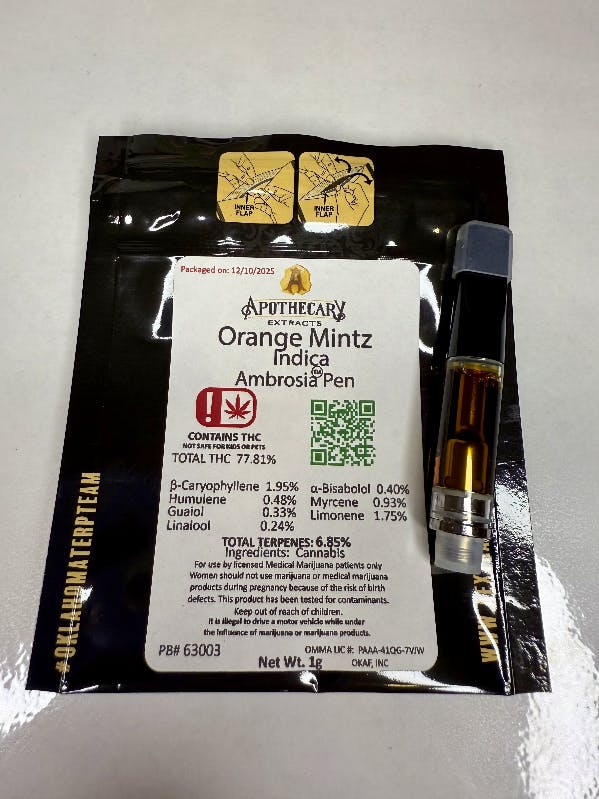 INNER FLAP
INNER FLAP
Packaged on: 12/10/2025
APOTHECARY
EXTRACTS
Orange Mintz
Indica
Ambrosia Pen
CONTAINS THC
NOT SAFE FOR KIDS OR PETS
TOTAL THC 77.81%
β-Caryophyllene 1.95% α-Bisabolol 0.40%
Humulene 0.48% Myrcene 0.93%
Guaiol 0.33% Limonene 1.75%
Linalool 0.24%
TOTAL TERPENES: 6.85%
Ingredients: Cannabis
For use by licensed Medical Marijuana patients only
Women should not use marijuana or medical marijuana
products during pregnancy because of the risk of birth
defects. This product has been tested for contaminants.
Keep out of reach of children.
It is illegal to drive a motor vehicle while under
the influence of marijuana or marijuana products.
PB# 63003 OMMA LIC #: PAAA-41QG-7VJW
Net Wt. 1g OKAF, INC
#OKLAHOMATERPTEAM
WWW.